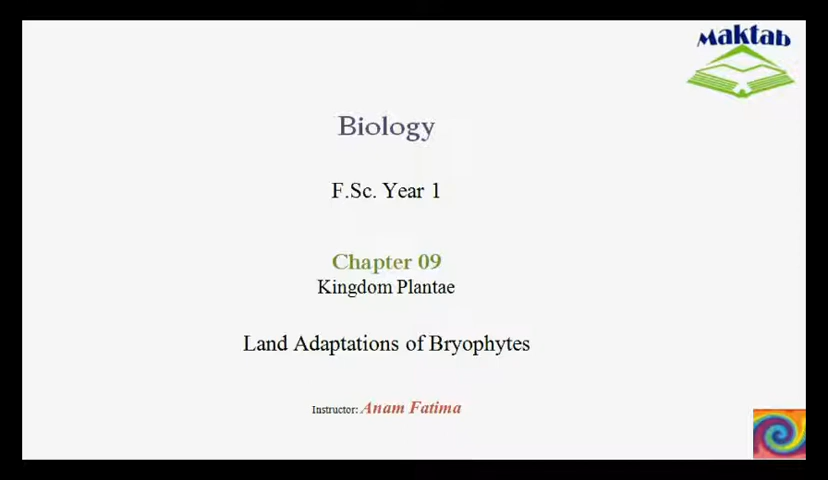 Maktab
Biology
F.Sc. Year 1
Chapter 09
Kingdom Plantae
Land Adaptations of Bryophytes
Instructor: Anam Fatima